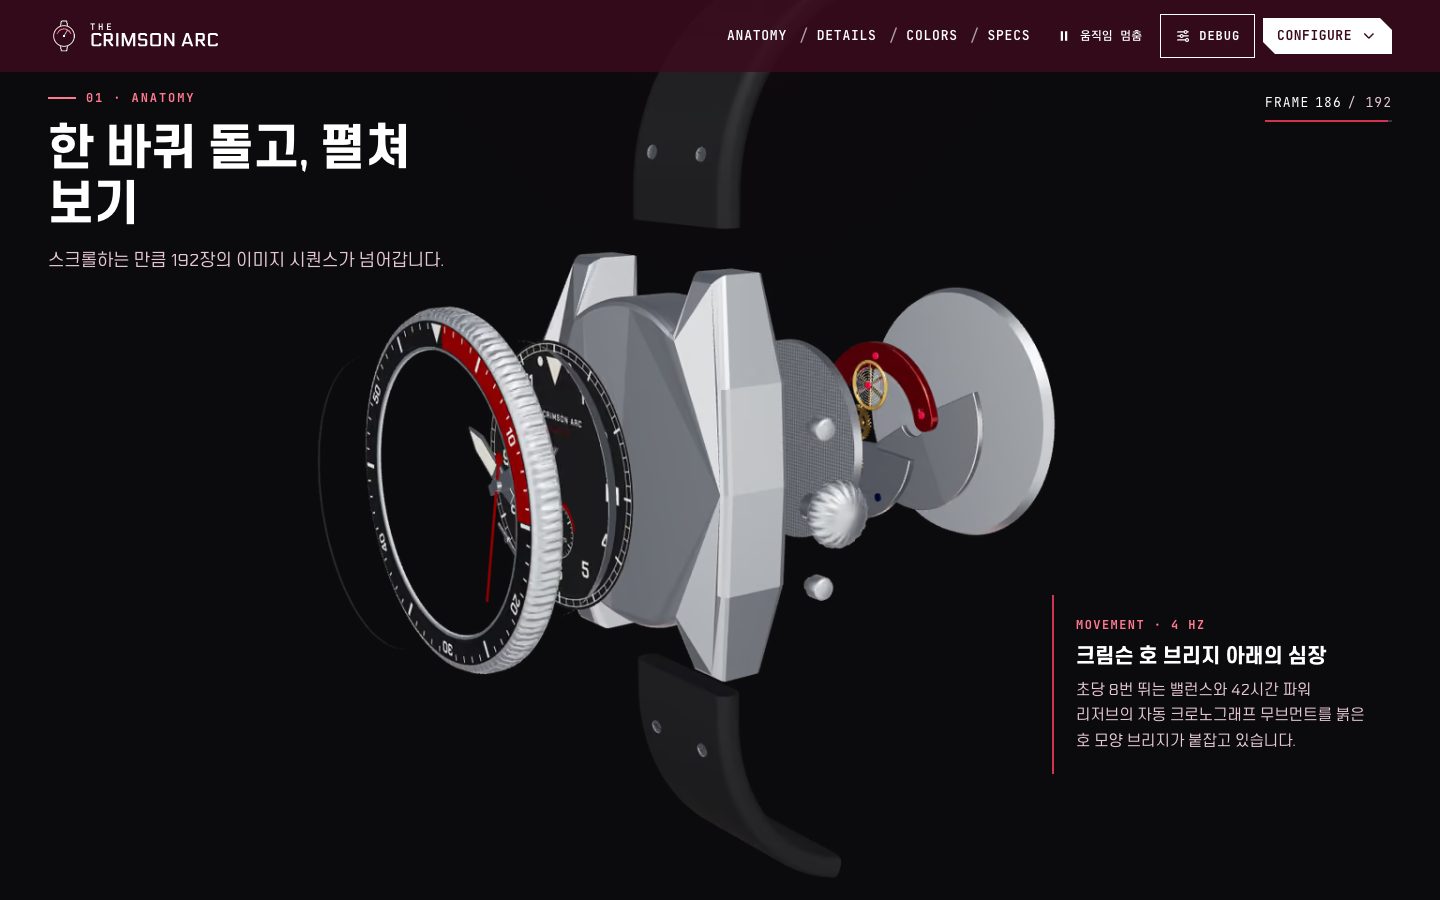 THE
CRIMSON ARC
ANATOMY / DETAILS / COLORS / SPECS
움직임 멈춤
DEBUG
CONFIGURE
01 · ANATOMY
FRAME 186 / 192
한 바퀴 돌고, 펼쳐
보기
스크롤하는 만큼 192장의 이미지 시퀀스가 넘어갑니다.
50
10
20
30
40
CRIMSON ARC
5
MOVEMENT · 4 HZ
크림슨 호 브리지 아래의 심장
초당 8번 뛰는 밸런스와 42시간 파워
리저브의 자동 크로노그래프 무브먼트를 붉은
호 모양 브리지가 붙잡고 있습니다.